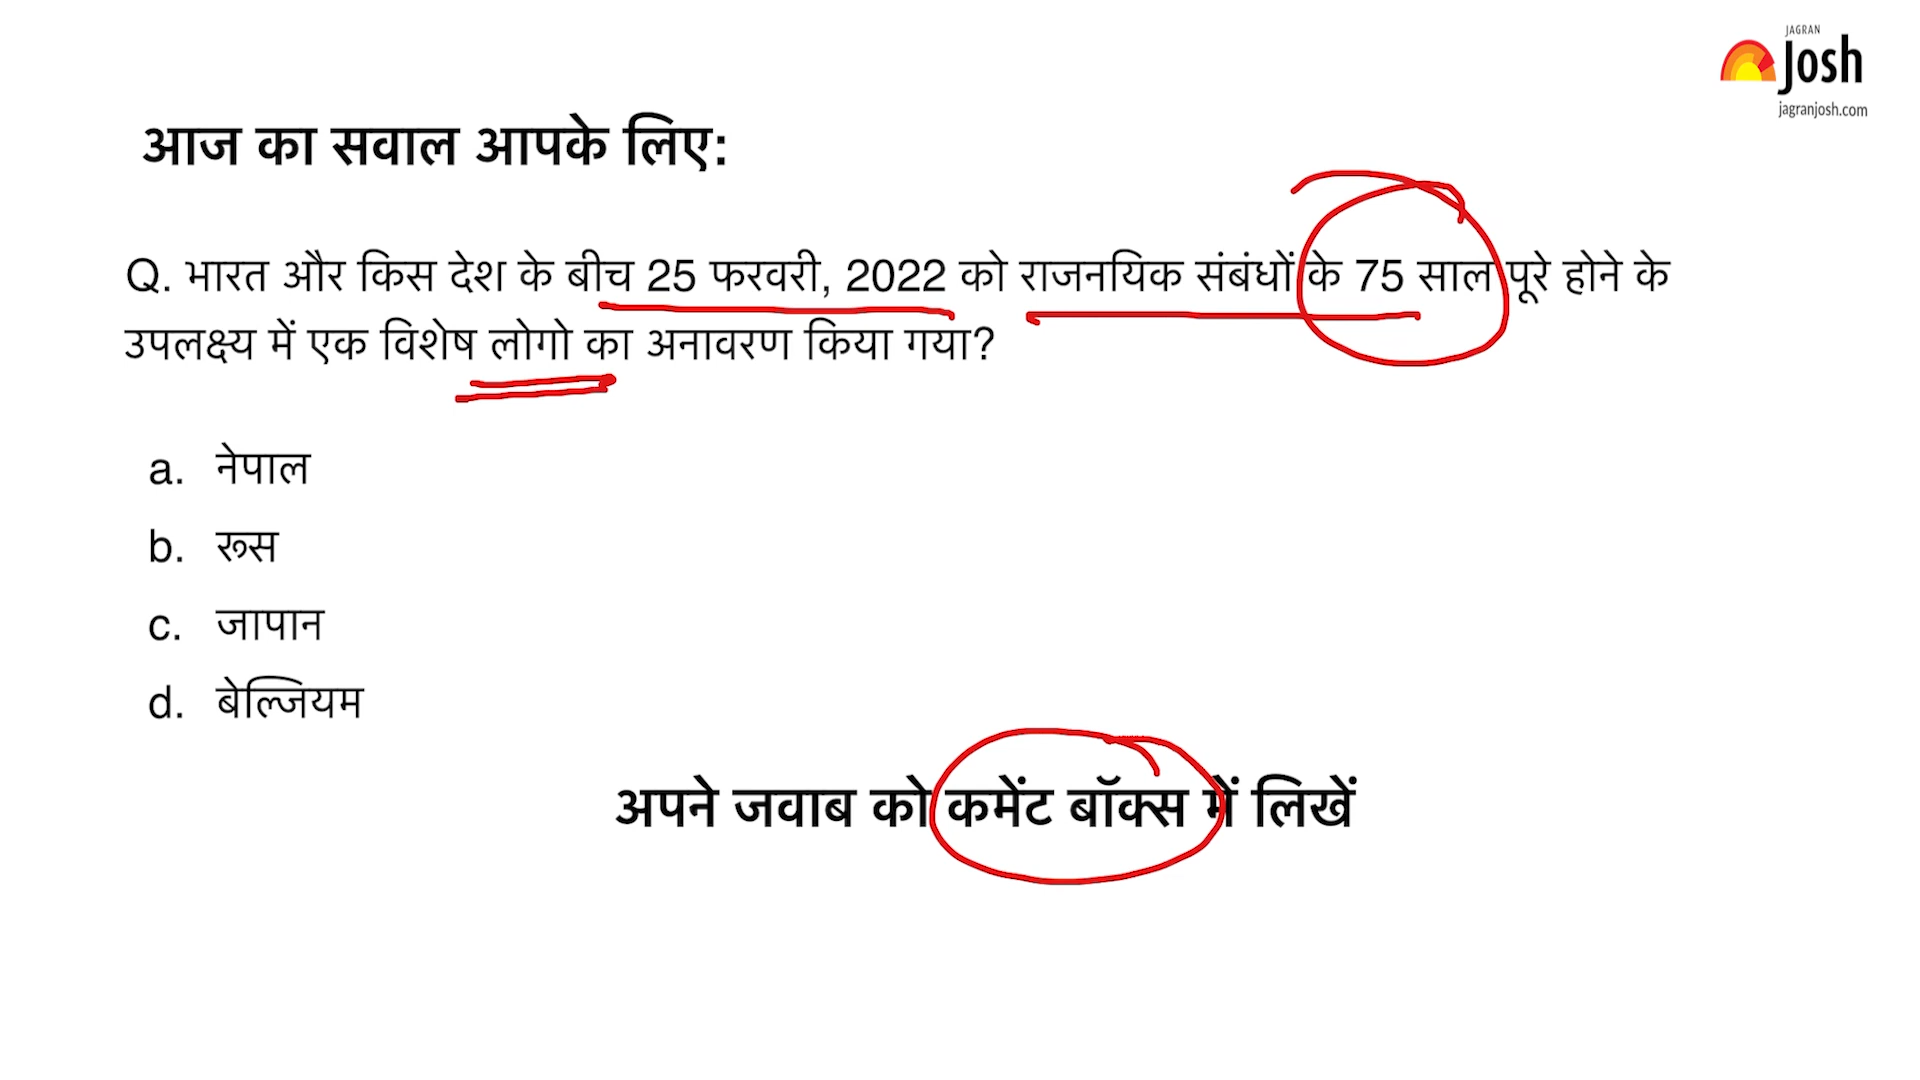 JAGRAN
Josh
jagranjosh.com
आज का सवाल आपके लिए:
Q. भारत और किस देश के बीच 25 फरवरी, 2022 को राजनयिक संबंधों के 75 साल पूरे होने के
उपलक्ष्य में एक विशेष लोगो का अनावरण किया गया?
a. नेपाल
b. रूस
c. जापान
d. बेल्जियम
अपने जवाब को कमेंट बॉक्स में लिखें